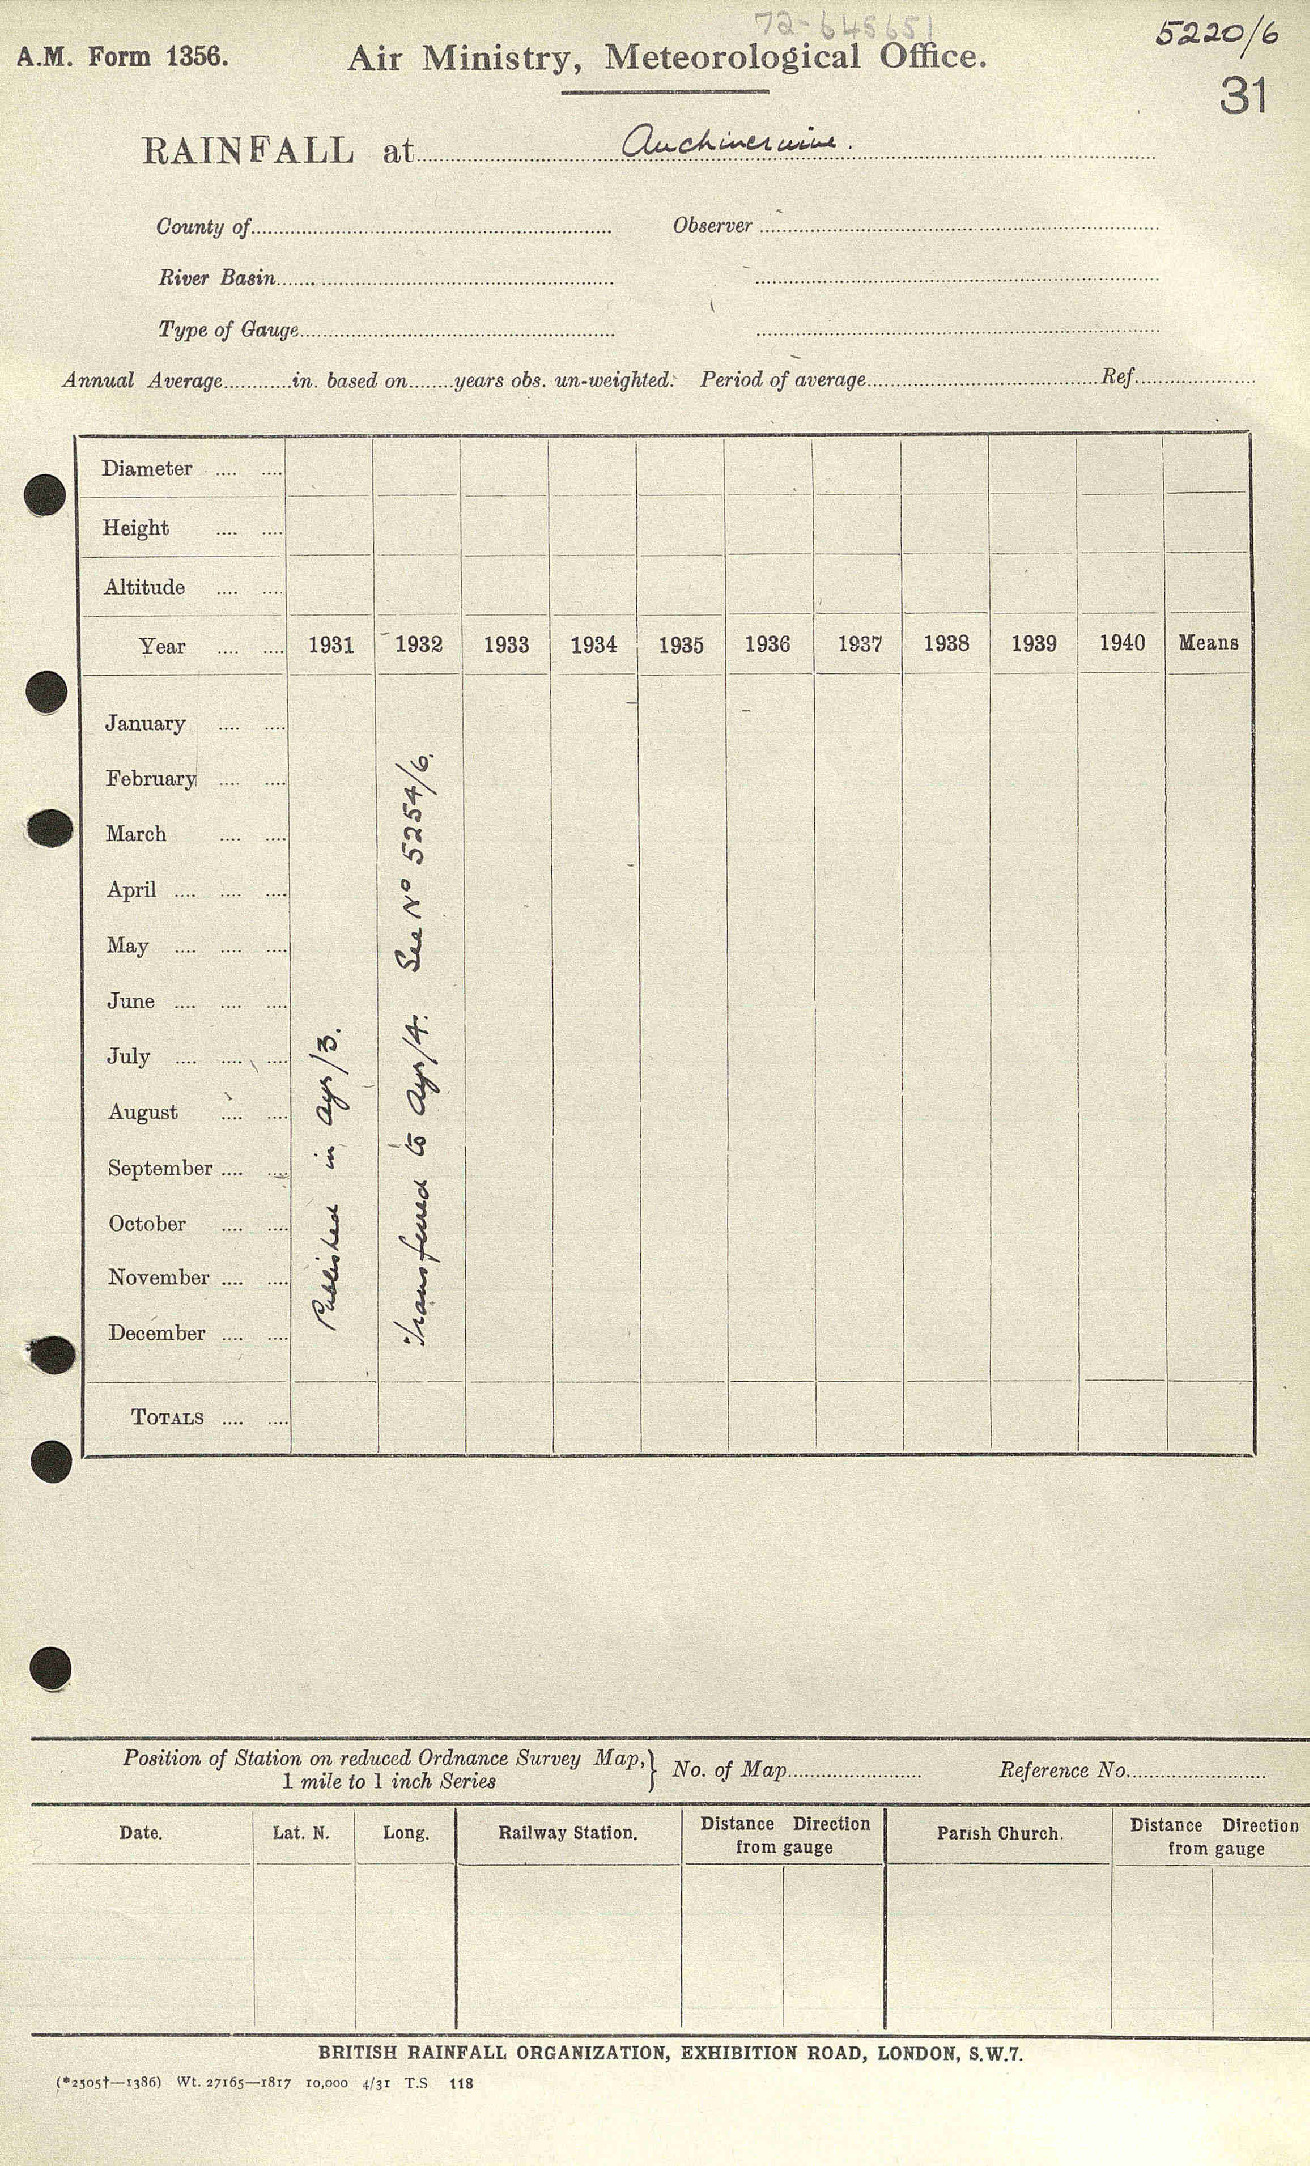 72-645651
5220/6
A.M. Form 1356.
Air Ministry, Meteorological Office.
31
RAINFALL at
County of
Observer
River Basin
Type of Gauge
Annual Average in. based on years obs. un-weighted. Period of average Ref.
Diameter
Height
Altitude
Year 1931 1932 1933 1934 1935 1936 1937 1938 1939 1940 Means
January
February
March
April
May
June
July
August
September
October
November
December
TOTALS
Published in Ayr/3.
Transferred to Ayr/4. See No 5254/6.
Position of Station on reduced Ordnance Survey Map,
1 mile to 1 inch Series
No. of Map
Reference No.
Date. Lat. N. Long. Railway Station. Distance Direction from gauge Parish Church. Distance Direction from gauge
BRITISH RAINFALL ORGANIZATION, EXHIBITION ROAD, LONDON, S.W.7.
(*2505†—1386) Wt. 27165—1817 10,000 4/31 T.S 118